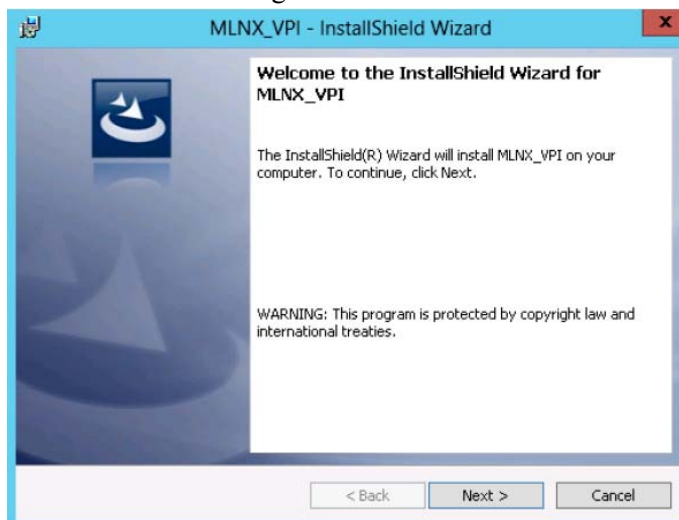 MLNX_VPI - InstallShield Wizard
x
Welcome to the InstallShield Wizard for
MLNX_VPI
The InstallShield(R) Wizard will install MLNX_VPI on your
computer. To continue, click Next.
WARNING: This program is protected by copyright law and
international treaties.
< Back Next > Cancel